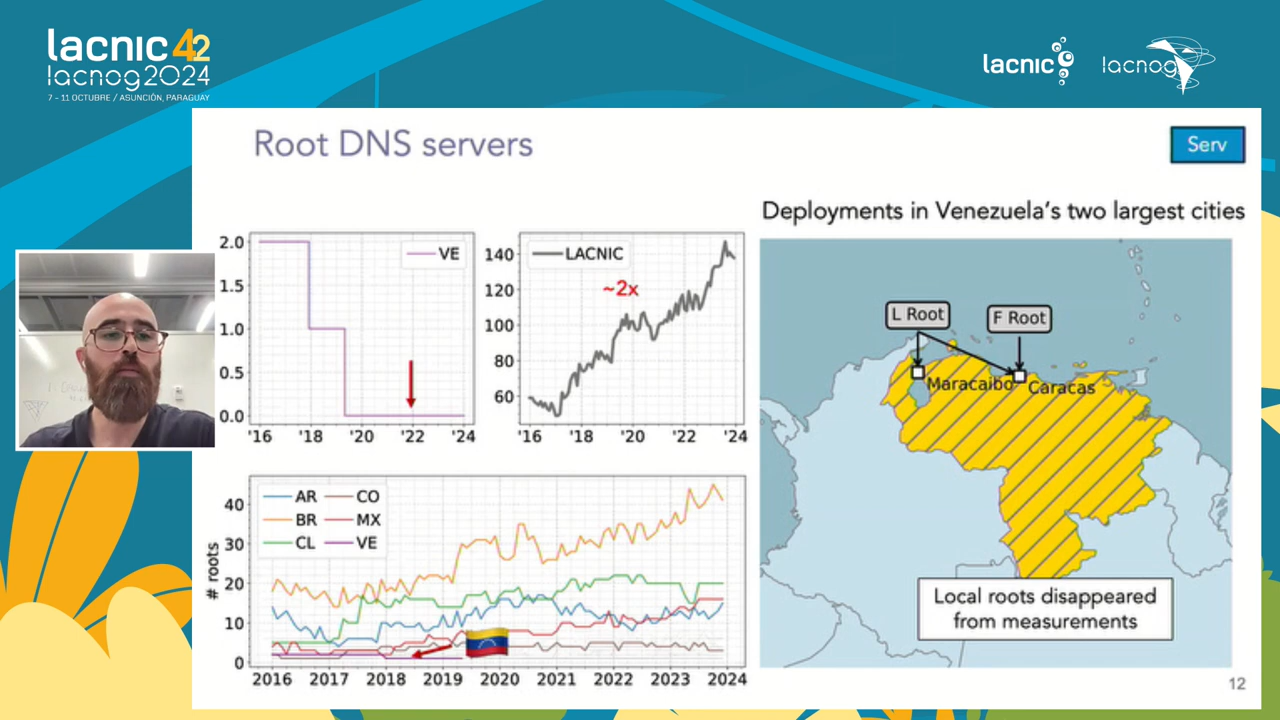 lacnic 42
lacnog2024
7 - 11 OCTUBRE / ASUNCIÓN, PARAGUAY
lacnic
lacnog
Root DNS servers
Serv
Deployments in Venezuela's two largest cities
2.0
1.5
1.0
0.5
0.0
VE
'16 '18 '20 '22 '24
140
120
100
80
60
LACNIC
~2x
'16 '18 '20 '22 '24
L Root
F Root
Maracaibo
Caracas
# roots
40
30
20
10
0
AR CO
BR MX
CL VE
2016 2017 2018 2019 2020 2021 2022 2023 2024
Local roots disappeared
from measurements
12